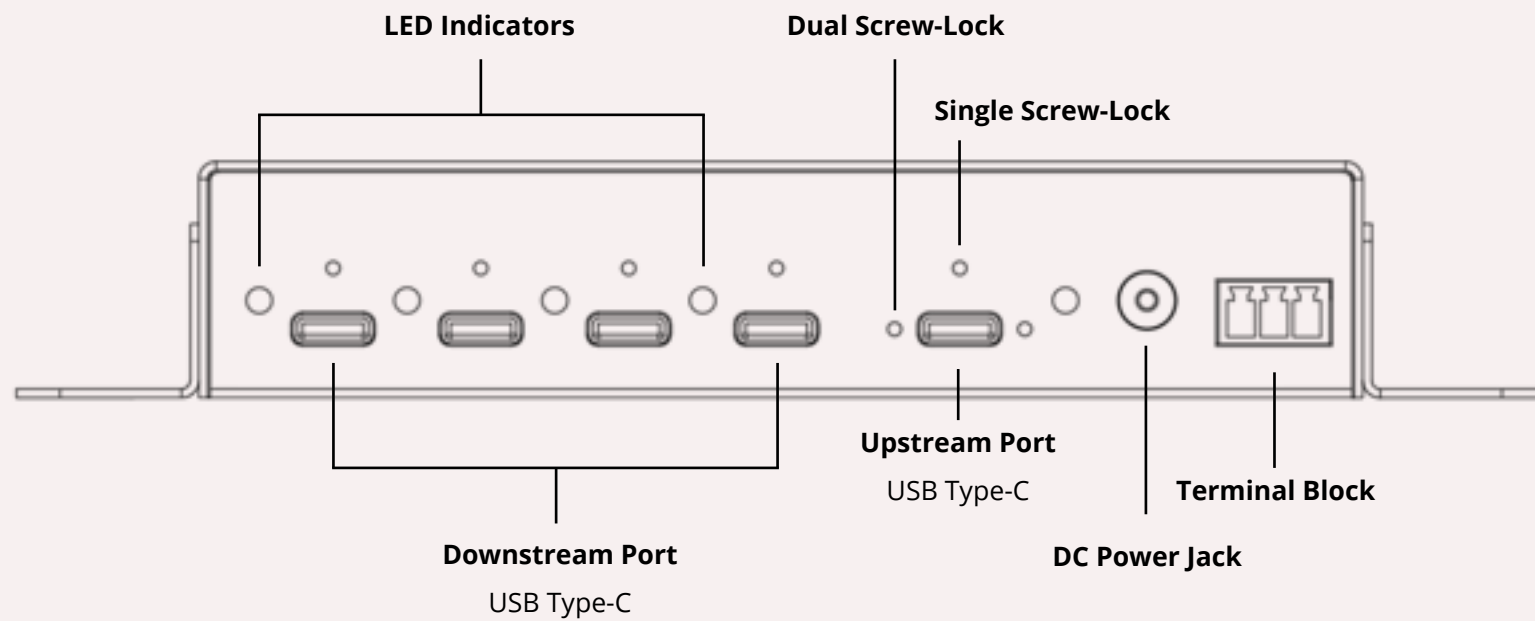 LED Indicators
Dual Screw-Lock
Single Screw-Lock
Upstream Port
USB Type-C
Terminal Block
Downstream Port
USB Type-C
DC Power Jack